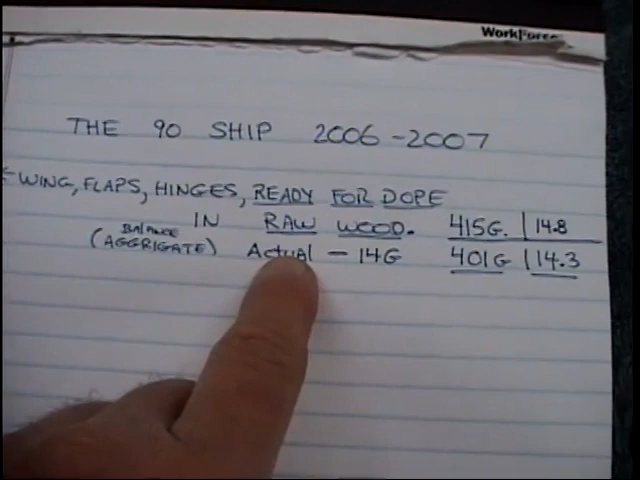 WorkForce
THE 90 SHIP 2006-2007
WING, FLAPS, HINGES, READY FOR DOPE
IN RAW WOOD. 415G. | 14.8
BALANCE
(AGGRIGATE) Actual - 14G 401G | 14.3